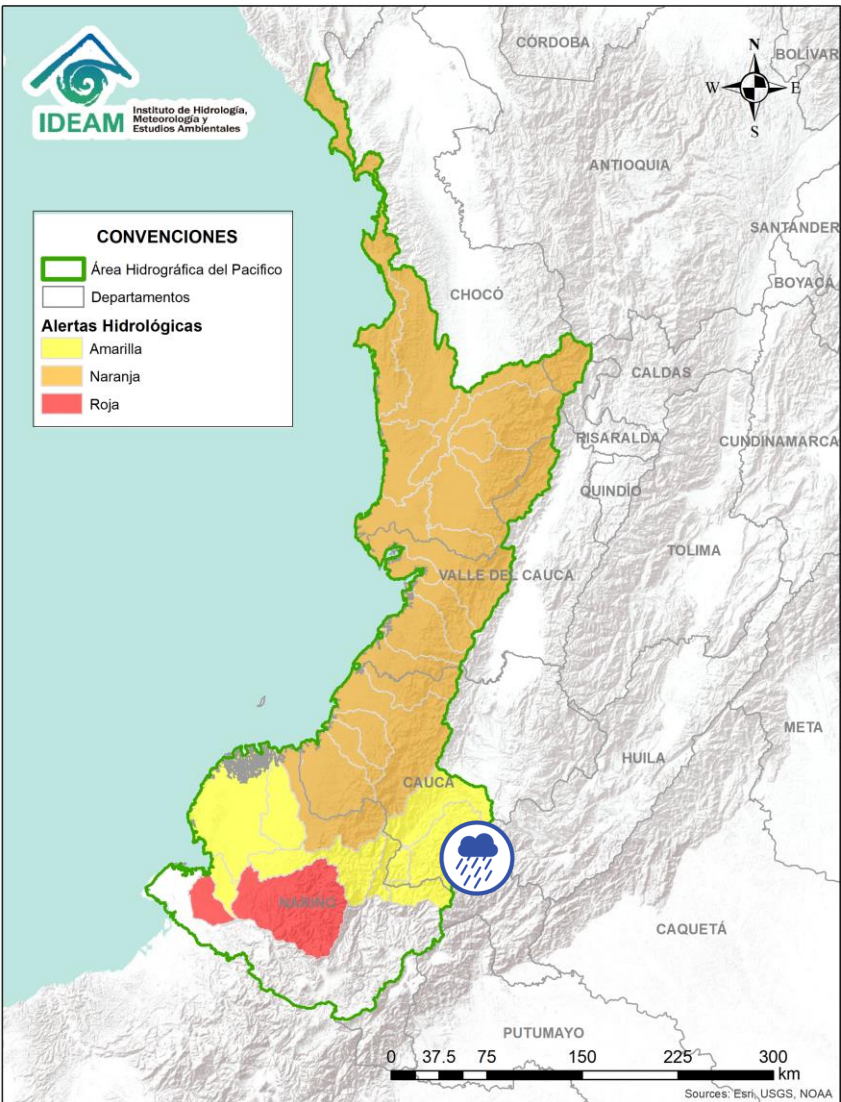 IDEAM
Instituto de Hidrología,
Meteorología y
Estudios Ambientales
N
W E
S
CONVENCIONES
Área Hidrográfica del Pacifico
Departamentos
Alertas Hidrológicas
Amarilla
Naranja
Roja
CÓRDOBA
BOLÍVAR
ANTIOQUIA
SANTANDER
BOYACÁ
CHOCÓ
CALDAS
RISARALDA
CUNDINAMARCA
QUINDÍO
TOLIMA
VALLE DEL CAUCA
META
HUILA
CAUCA
NARIÑO
CAQUETÁ
PUTUMAYO
0 37.5 75 150 225 300
km
Sources: Esri, USGS, NOAA